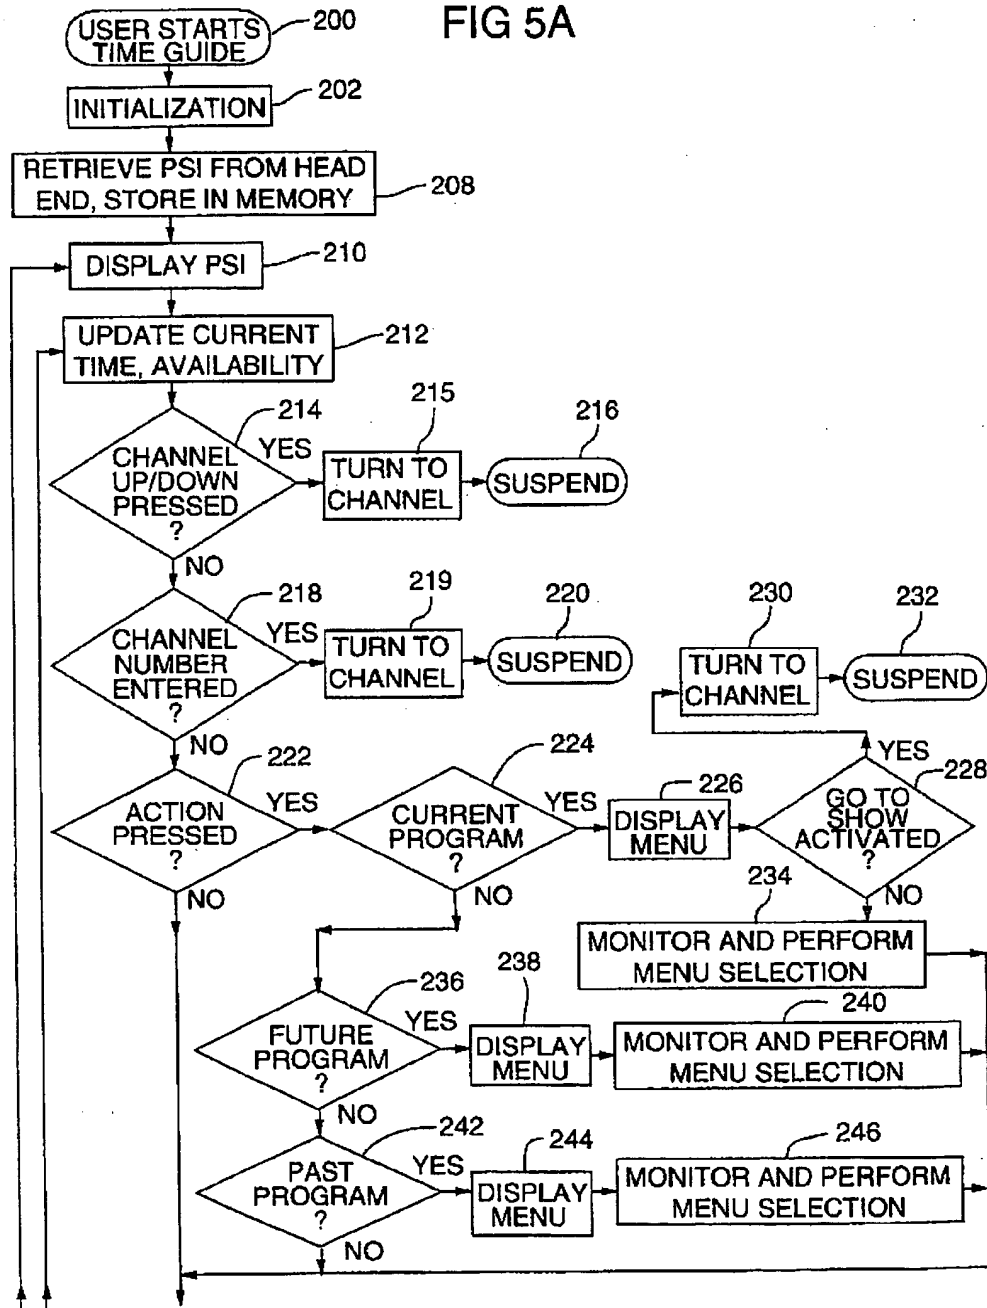 FIG 5A
USER STARTS
TIME GUIDE
200
INITIALIZATION
202
RETRIEVE PSI FROM HEAD
END, STORE IN MEMORY
208
DISPLAY PSI
210
UPDATE CURRENT
TIME, AVAILABILITY
212
CHANNEL
UP/DOWN
PRESSED
?
214
YES
NO
TURN TO
CHANNEL
215
SUSPEND
216
CHANNEL
NUMBER
ENTERED
?
218
YES
NO
TURN TO
CHANNEL
219
SUSPEND
220
ACTION
PRESSED
?
222
YES
NO
CURRENT
PROGRAM
?
224
YES
NO
DISPLAY
MENU
226
GO TO
SHOW
ACTIVATED
?
228
YES
NO
TURN TO
CHANNEL
230
SUSPEND
232
MONITOR AND PERFORM
MENU SELECTION
234
FUTURE
PROGRAM
?
236
YES
NO
DISPLAY
MENU
238
MONITOR AND PERFORM
MENU SELECTION
240
PAST
PROGRAM
?
242
YES
NO
DISPLAY
MENU
244
MONITOR AND PERFORM
MENU SELECTION
246